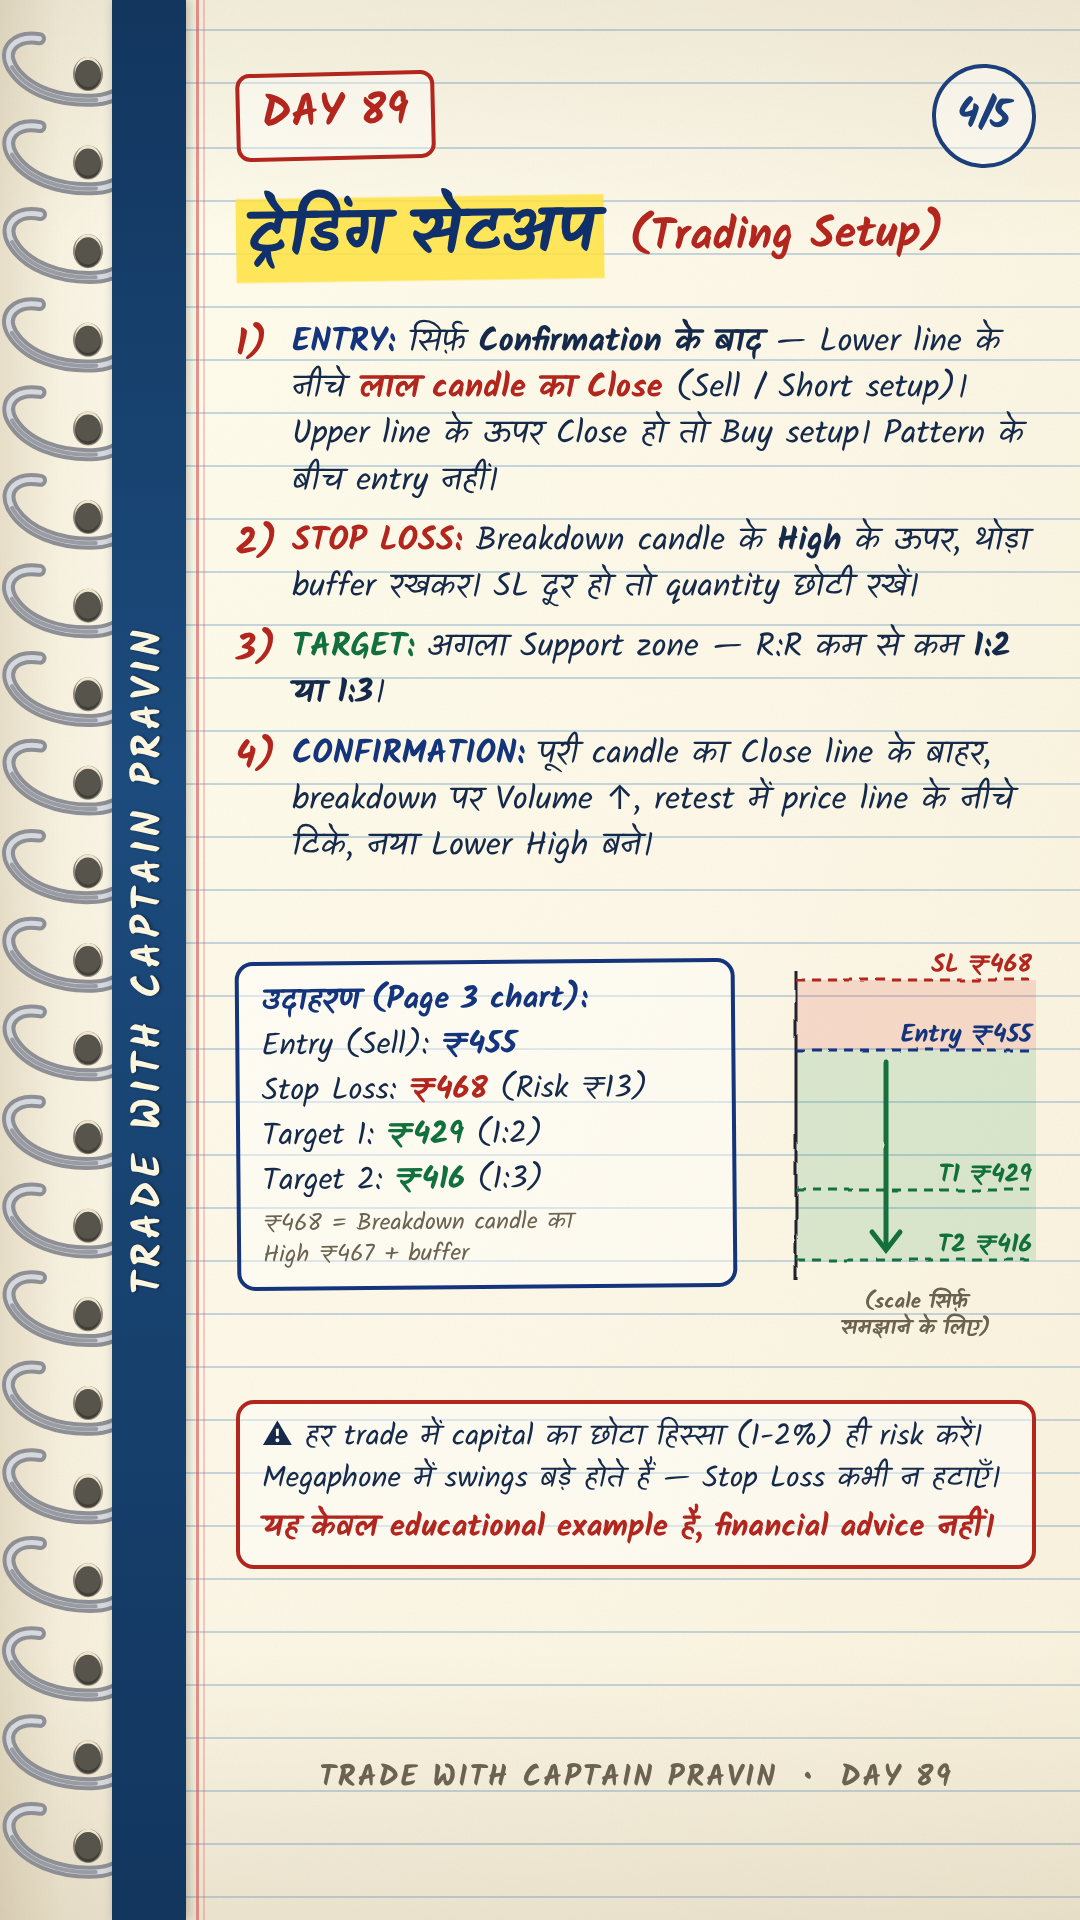 DAY 89
4/5
ट्रेडिंग सेटअप (Trading Setup)
1) ENTRY: सिर्फ़ Confirmation के बाद — Lower line के
नीचे लाल candle का Close (Sell / Short setup)।
Upper line के ऊपर Close हो तो Buy setup। Pattern के
बीच entry नहीं।
2) STOP LOSS: Breakdown candle के High के ऊपर, थोड़ा
buffer रखकर। SL दूर हो तो quantity छोटी रखें।
3) TARGET: अगला Support zone — R:R कम से कम 1:2
या 1:3।
4) CONFIRMATION: पूरी candle का Close line के बाहर,
breakdown पर Volume ↑, retest में price line के नीचे
टिके, नया Lower High बने।
उदाहरण (Page 3 chart):
Entry (Sell): ₹455
Stop Loss: ₹468 (Risk ₹13)
Target 1: ₹429 (1:2)
Target 2: ₹416 (1:3)
₹468 = Breakdown candle का
High ₹467 + buffer
SL ₹468
Entry ₹455
T1 ₹429
T2 ₹416
(scale सिर्फ़
समझाने के लिए)
⚠ हर trade में capital का छोटा हिस्सा (1-2%) ही risk करें।
Megaphone में swings बड़े होते हैं — Stop Loss कभी न हटाएँ।
यह केवल educational example है, financial advice नहीं।
TRADE WITH CAPTAIN PRAVIN · DAY 89
TRADE WITH CAPTAIN PRAVIN